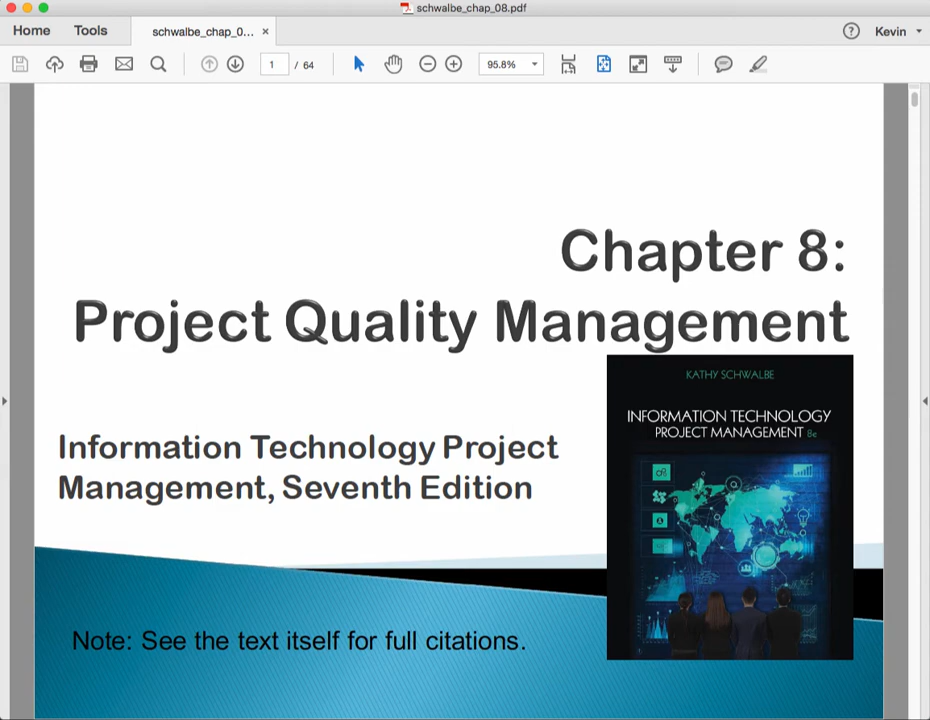 schwalbe_chap_08.pdf
Home Tools schwalbe_chap_0... × ? Kevin
1 / 64 95.8%
Chapter 8:
Project Quality Management
Information Technology Project
Management, Seventh Edition
KATHY SCHWALBE
INFORMATION TECHNOLOGY
PROJECT MANAGEMENT 8e
Note: See the text itself for full citations.